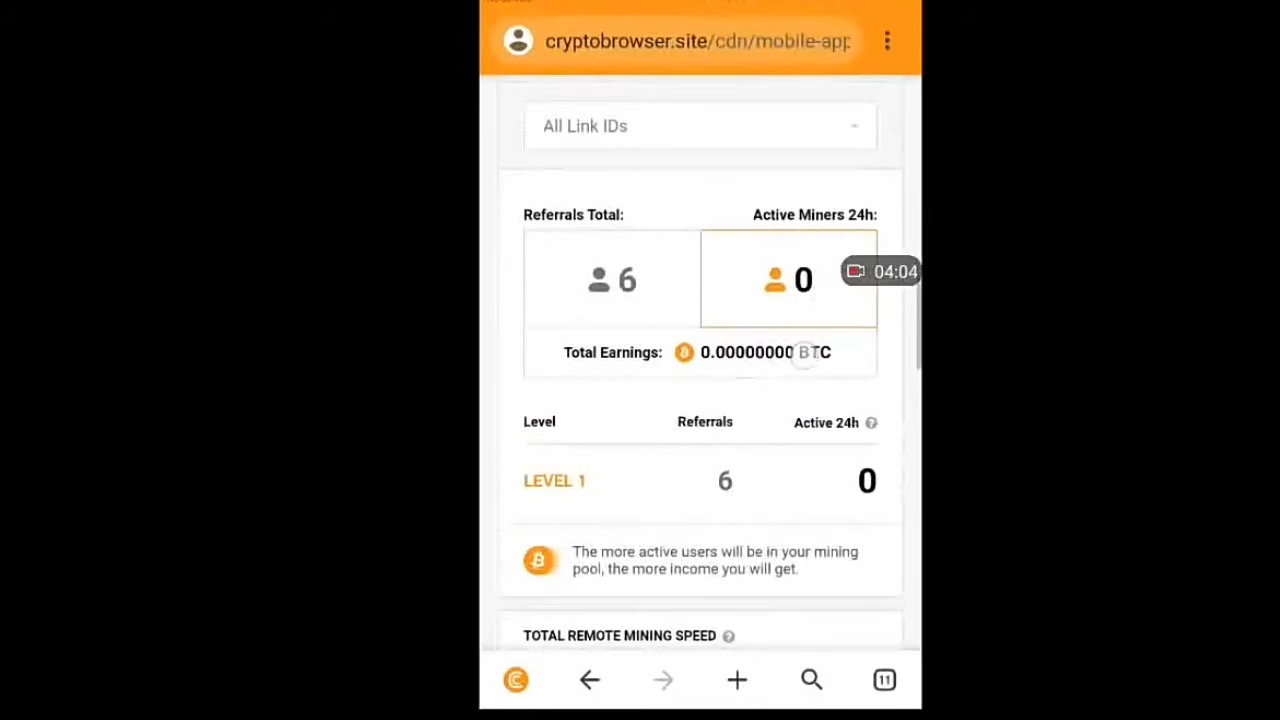 cryptobrowser.site/cdn/mobile-app
All Link IDs
Referrals Total: Active Miners 24h:
6 0
04:04
Total Earnings: 0.00000000 BTC
Level Referrals Active 24h ?
LEVEL 1 6 0
The more active users will be in your mining
pool, the more income you will get.
TOTAL REMOTE MINING SPEED ?
11